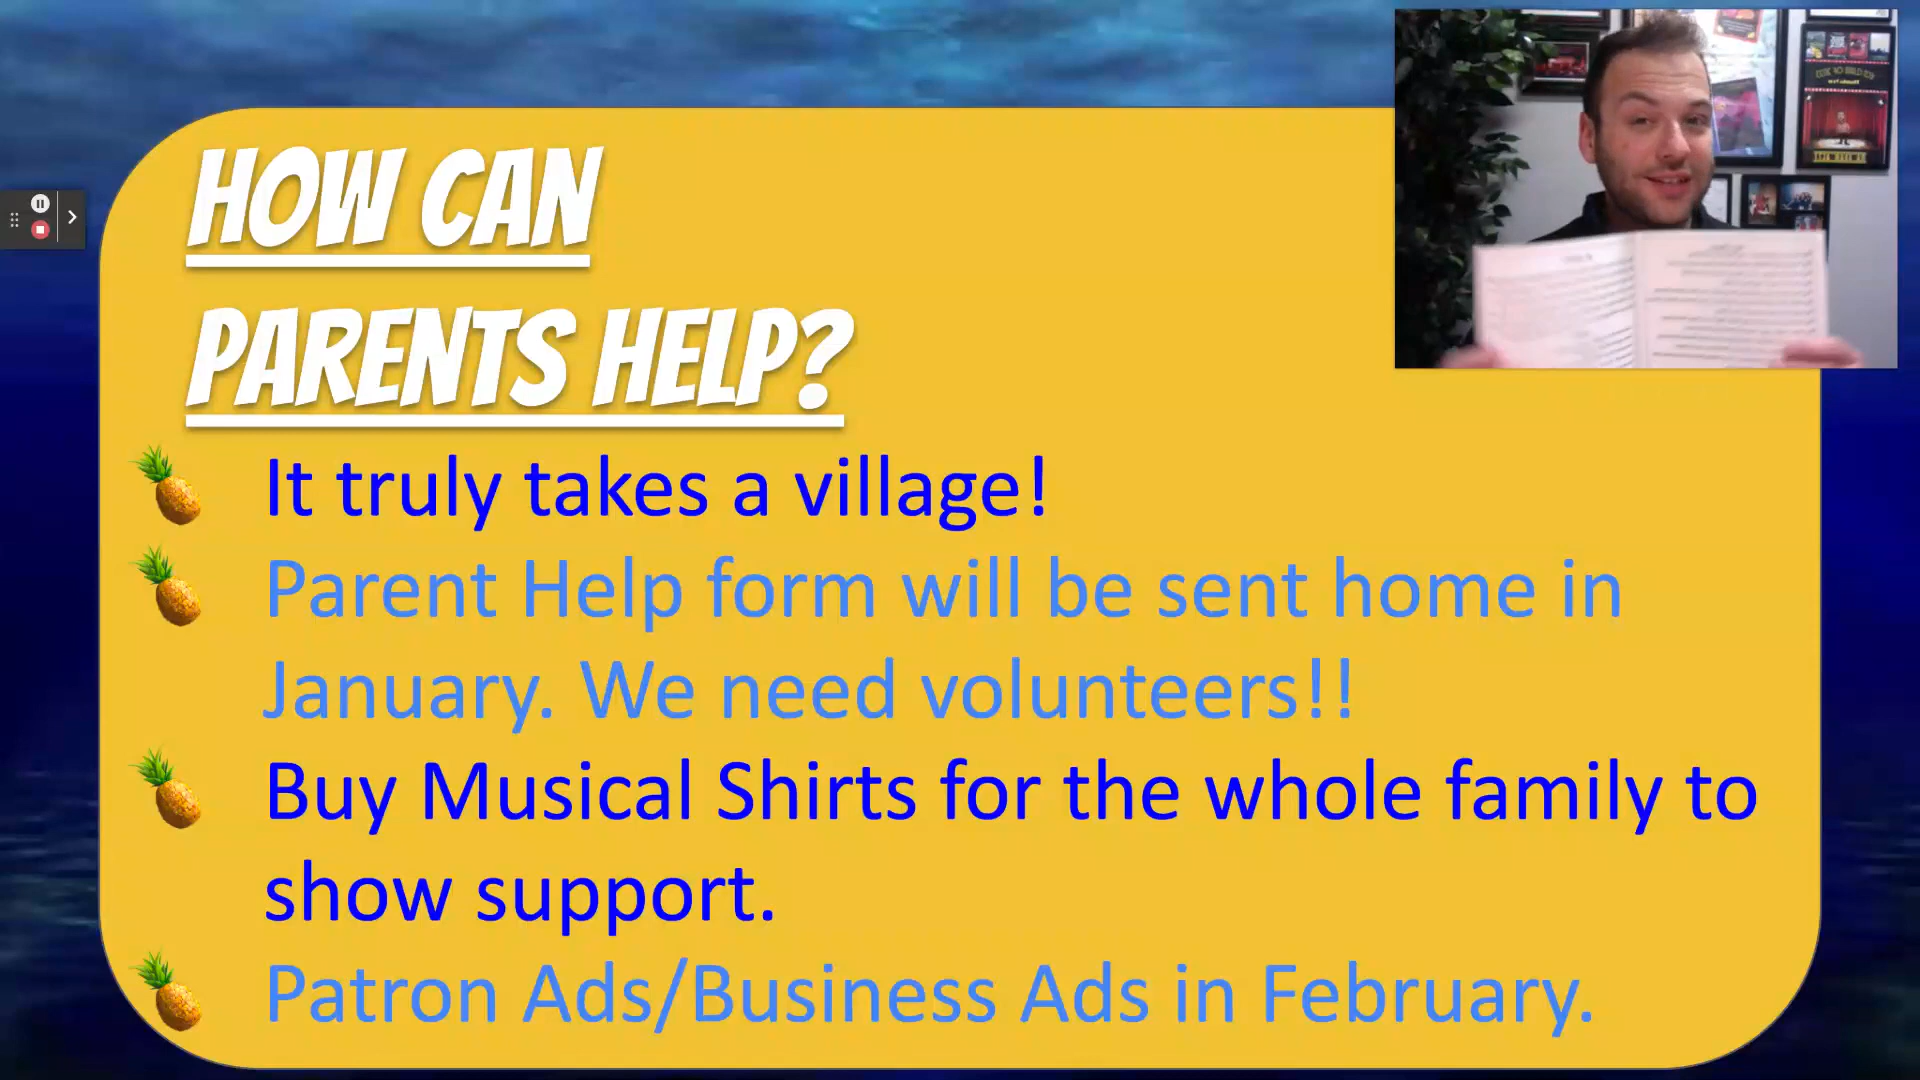 HOW CAN
PARENTS HELP?
It truly takes a village!
Parent Help form will be sent home in
January. We need volunteers!!
Buy Musical Shirts for the whole family to
show support.
Patron Ads/Business Ads in February.